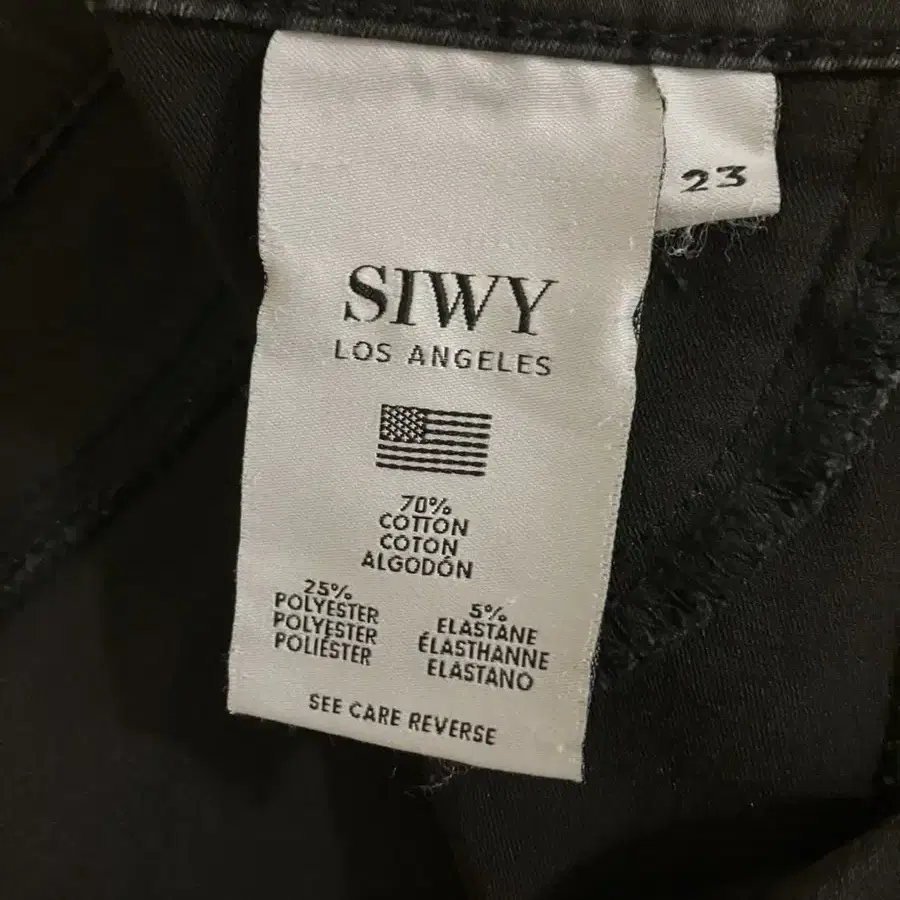 23
SIWY
LOS ANGELES
70%
COTTON
COTON
ALGODÓN
25%
POLYESTER
POLYESTER
POLIÉSTER
5%
ELASTANE
ÉLASTHANNE
ELASTANO
SEE CARE REVERSE